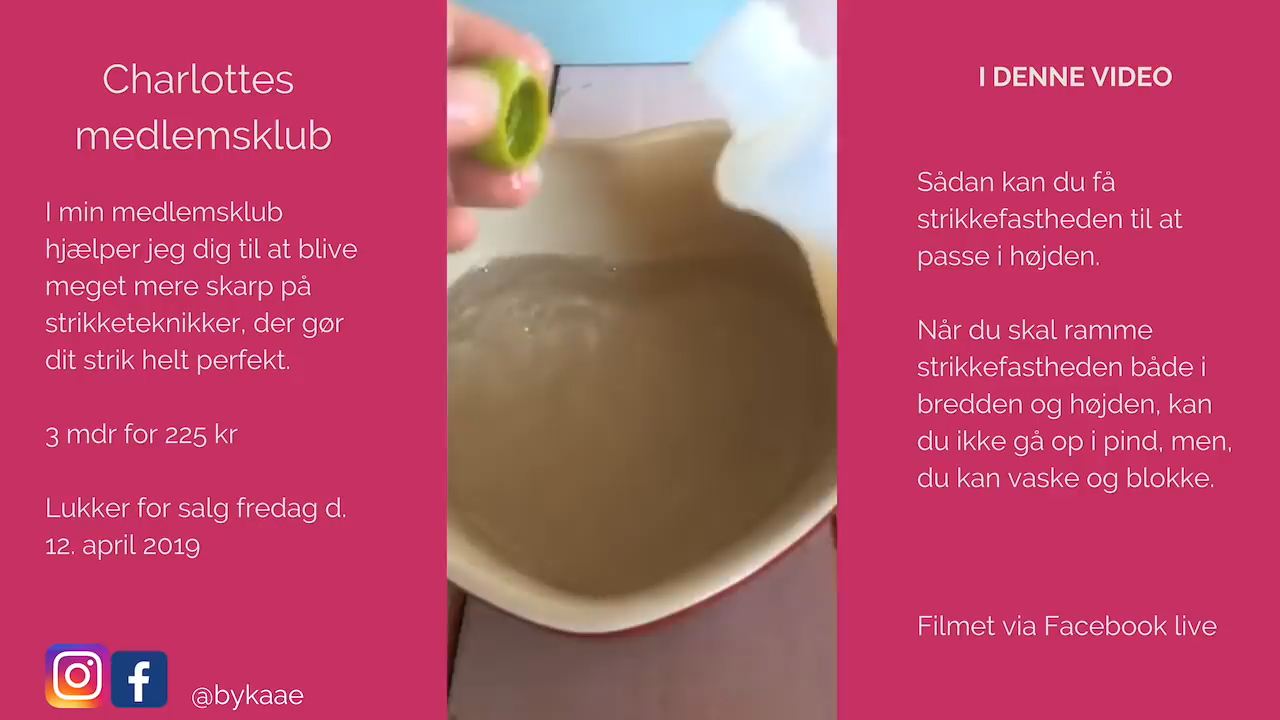 Charlottes
medlemsklub
I min medlemsklub
hjælper jeg dig til at blive
meget mere skarp på
strikketeknikker, der gør
dit strik helt perfekt.
3 mdr for 225 kr
Lukker for salg fredag d.
12. april 2019
@bykaae
I DENNE VIDEO
Sådan kan du få
strikkefastheden til at
passe i højden.
Når du skal ramme
strikkefastheden både i
bredden og højden, kan
du ikke gå op i pind, men,
du kan vaske og blokke.
Filmet via Facebook live